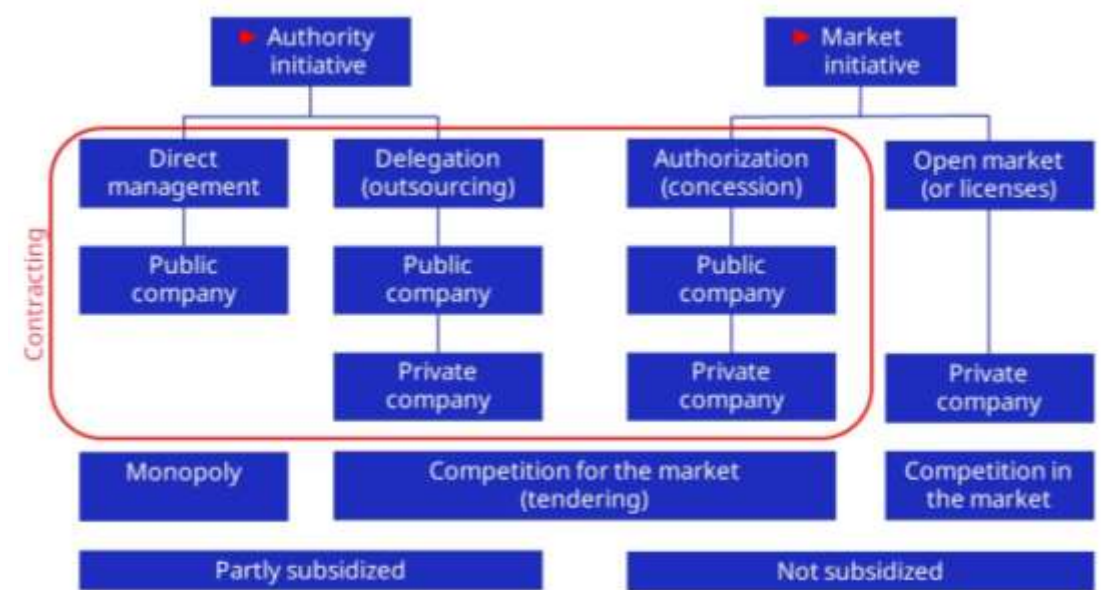 Authority
initiative
Market
initiative
Direct
management
Delegation
(outsourcing)
Authorization
(concession)
Open market
(or licenses)
Contracting
Public
company
Public
company
Public
company
Private
company
Private
company
Private
company
Monopoly
Competition for the market
(tendering)
Competition in
the market
Partly subsidized
Not subsidized